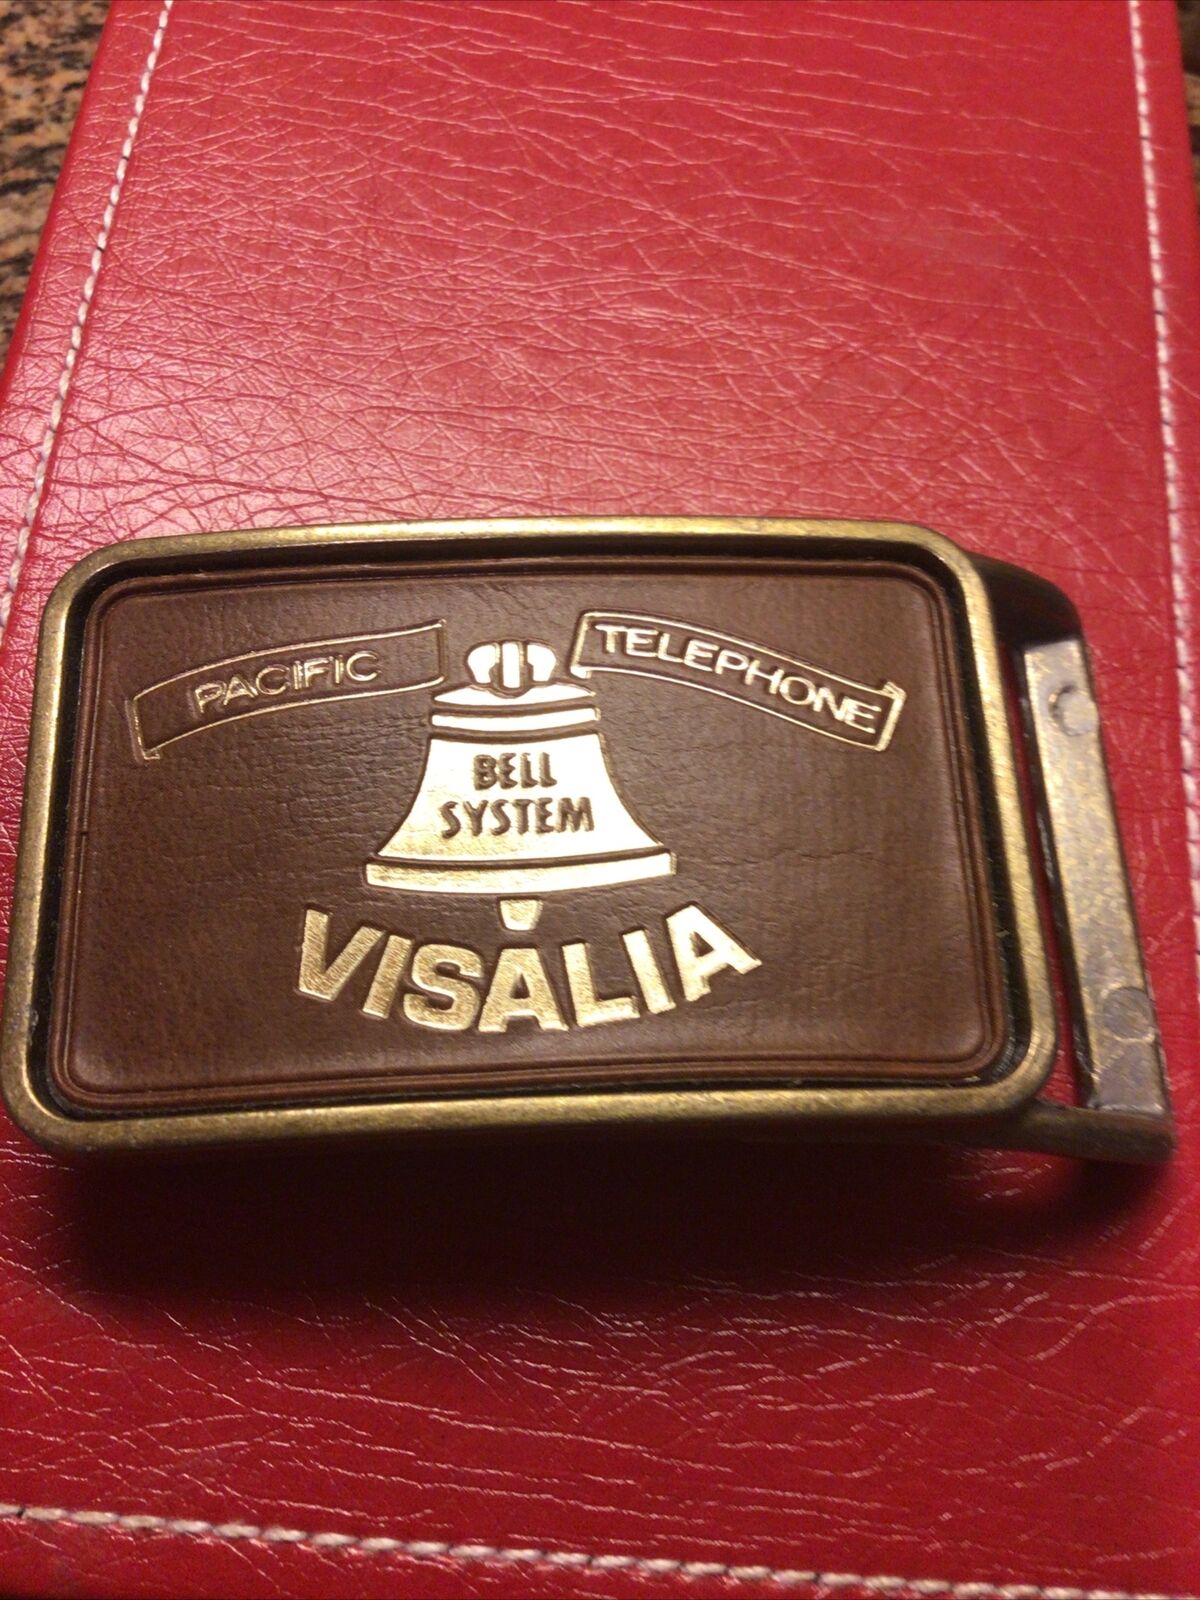 PACIFIC
TELEPHONE
BELL
SYSTEM
VISALIA